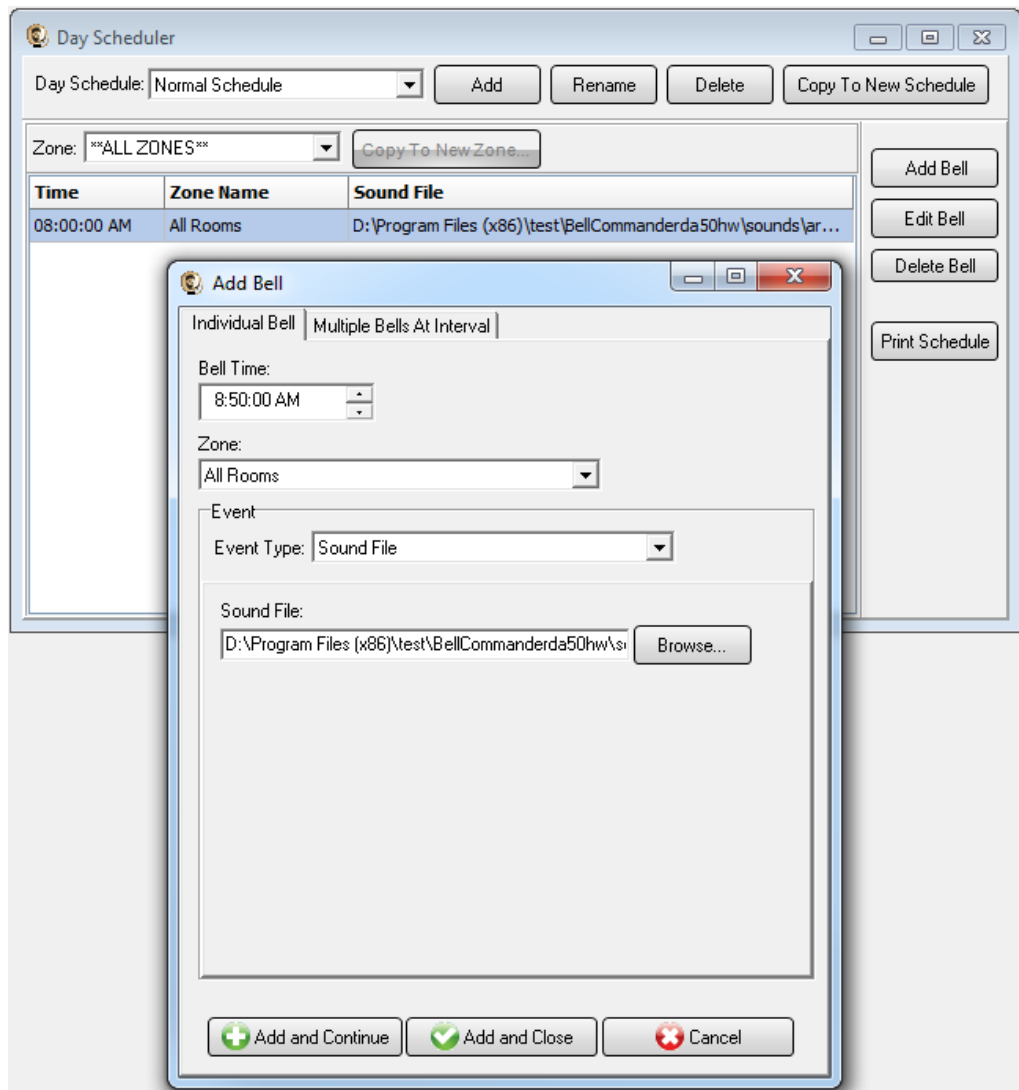 Day Scheduler
Day Schedule: Normal Schedule Add Rename Delete Copy To New Schedule
Zone: **ALL ZONES** Copy To New Zone...
Add Bell
Time Zone Name Sound File
08:00:00 AM All Rooms D:\Program Files (x86)\test\BellCommanderda50hw\sounds\ar...
Edit Bell
Delete Bell
Print Schedule
Add Bell
Individual Bell Multiple Bells At Interval
Bell Time:
8:50:00 AM
Zone:
All Rooms
Event
Event Type: Sound File
Sound File:
D:\Program Files (x86)\test\BellCommanderda50hw\s Browse...
Add and Continue Add and Close Cancel